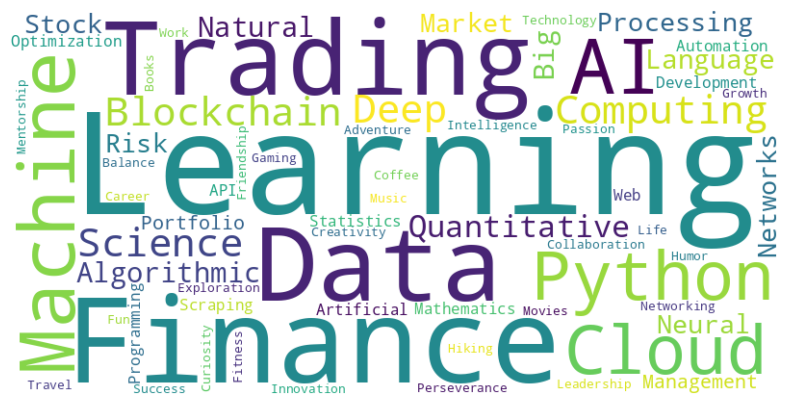 Stock
Natural
Work
Market
Technology
Processing
Optimization
Trading
Books
Big
AI
Automation
Language
Development
Growth
Machine
Mentorship
Blockchain
Deep
Computing
Risk
Adventure
Intelligence
Passion
Learning
Balance
Friendship
Gaming
Networks
Career
API
Coffee
Music
Web
Portfolio
Statistics
Quantitative
Life
Science
Creativity
Collaboration
Data
Humor
Algorithmic
Exploration
Python
Programming
Scraping
Artificial
Mathematics
Movies
Networking
Fun
Finance
Neural
Curiosity
Fitness
Hiking
Cloud
Travel
Success
Innovation
Perseverance
Leadership
Management